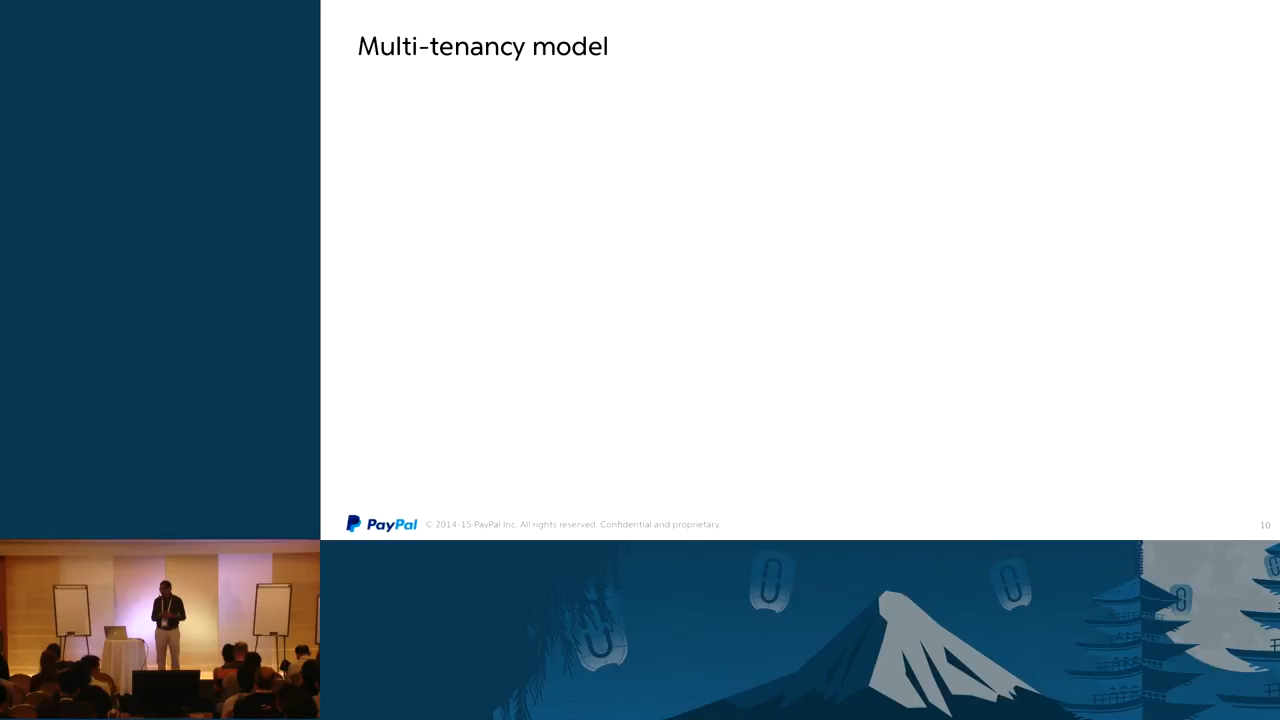 Multi-tenancy model
PayPal © 2014-15 PayPal Inc. All rights reserved. Confidential and proprietary. 10